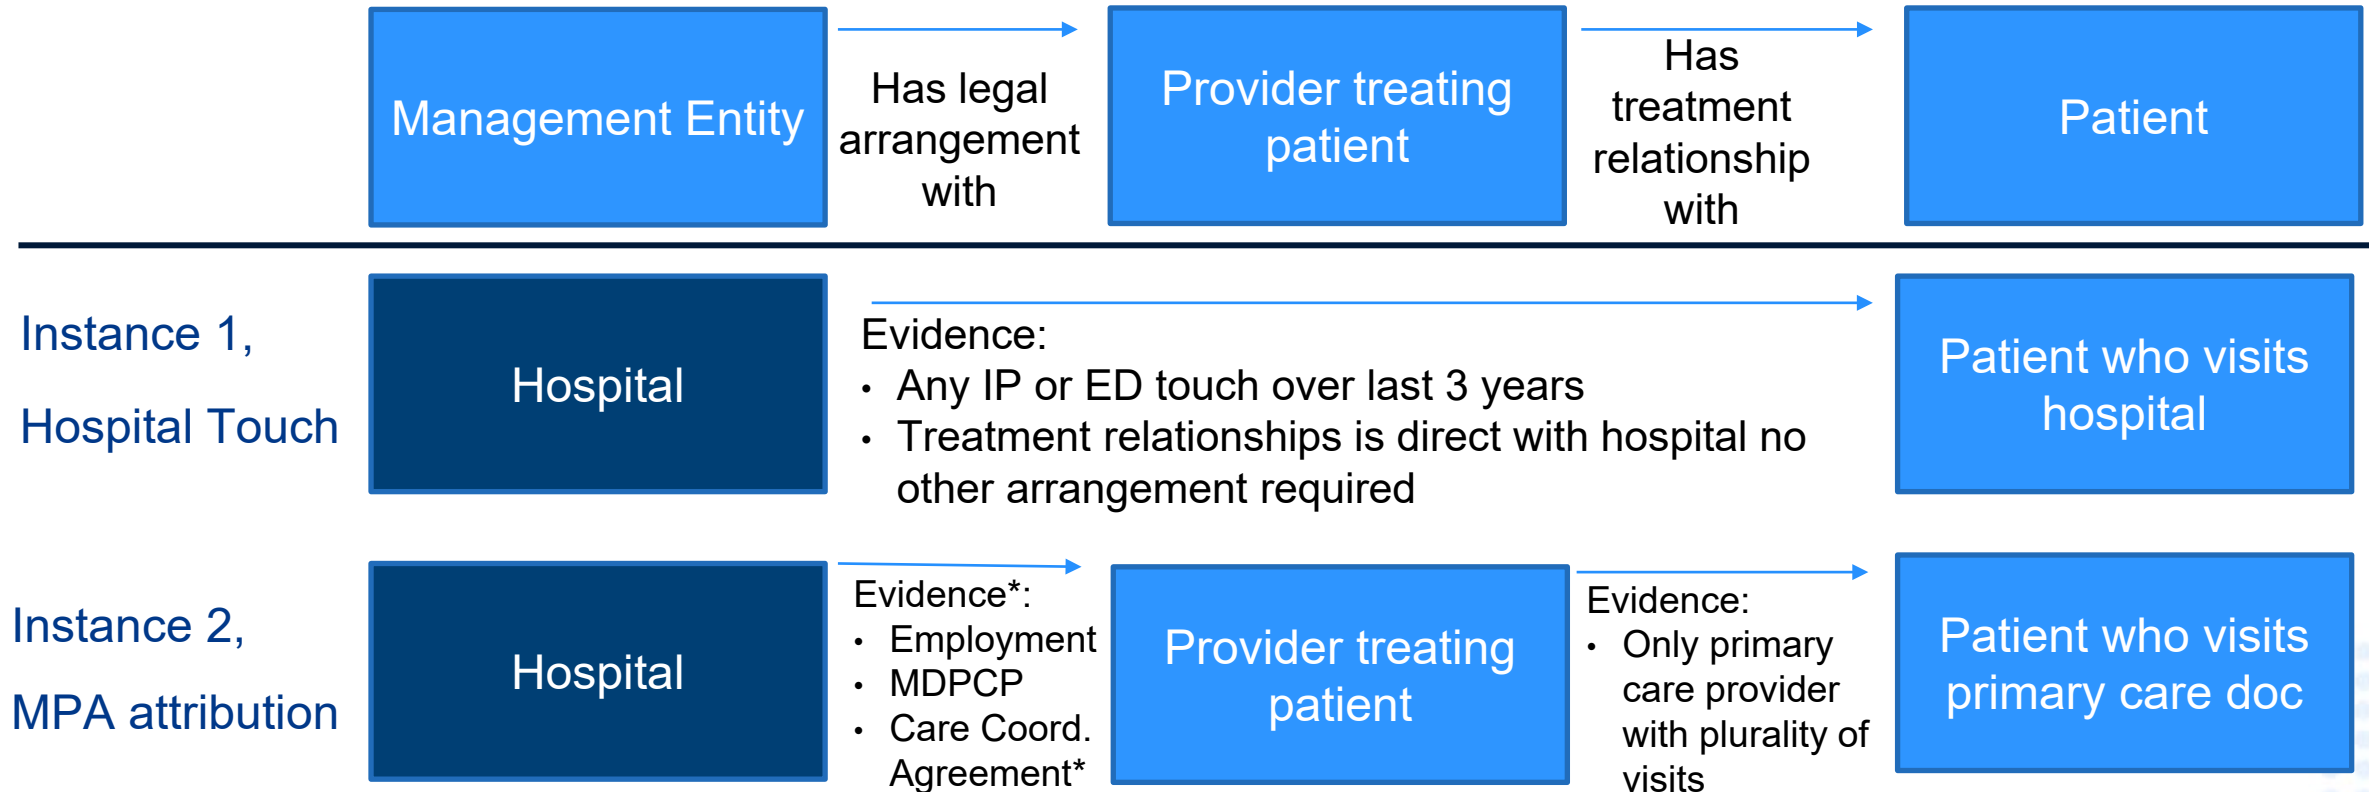 Management Entity
Has legal
arrangement
with
Provider treating
patient
Has
treatment
relationship
with
Patient
Instance 1,
Hospital Touch
Hospital
Evidence:
• Any IP or ED touch over last 3 years
• Treatment relationships is direct with hospital no
other arrangement required
Patient who visits
hospital
Instance 2,
MPA attribution
Hospital
Evidence*:
• Employment
• MDPCP
• Care Coord.
Agreement*
Provider treating
patient
Evidence:
• Only primary
care provider
with plurality of
visits
Patient who visits
primary care doc